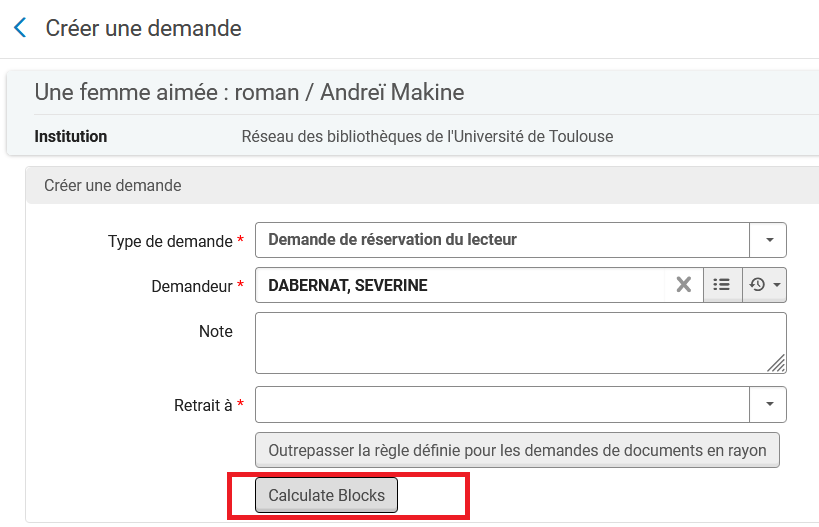 Créer une demande
Une femme aimée : roman / Andreï Makine
Institution Réseau des bibliothèques de l'Université de Toulouse
Créer une demande
Type de demande * Demande de réservation du lecteur
Demandeur * DABERNAT, SEVERINE
Note
Retrait à *
Outrepasser la règle définie pour les demandes de documents en rayon
Calculate Blocks